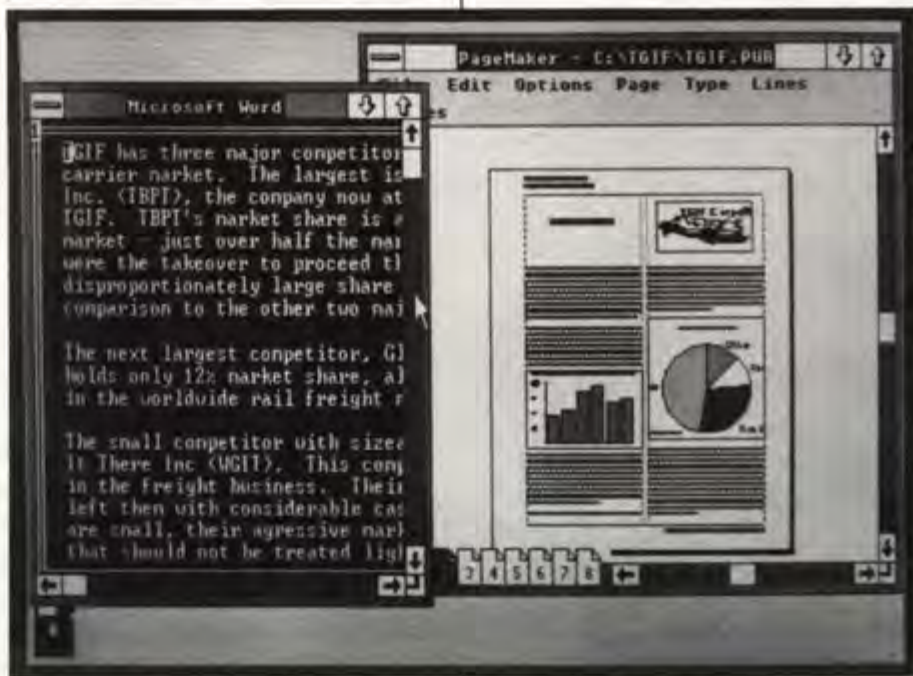 PageMaker - C:\TGIF\TGIF.PUB
Edit Options Page Type Lines
Microsoft Word
TGIF has three major competitor
carrier market. The largest is
Inc. (IBPI), the company now at
TGIF. IBPI's market share is a
market - just over half the mar
were the takeover to proceed th
disproportionately large share
comparison to the other two maj
The next largest competitor, Gl
holds only 12% market share, al
in the worldwide rail freight m
The small competitor with sizea
It There Inc (WGIT). This comp
in the freight business. Their
left then with considerable cas
are small, their agressive mark
that should not be treated ligh
3 4 5 6 7 8